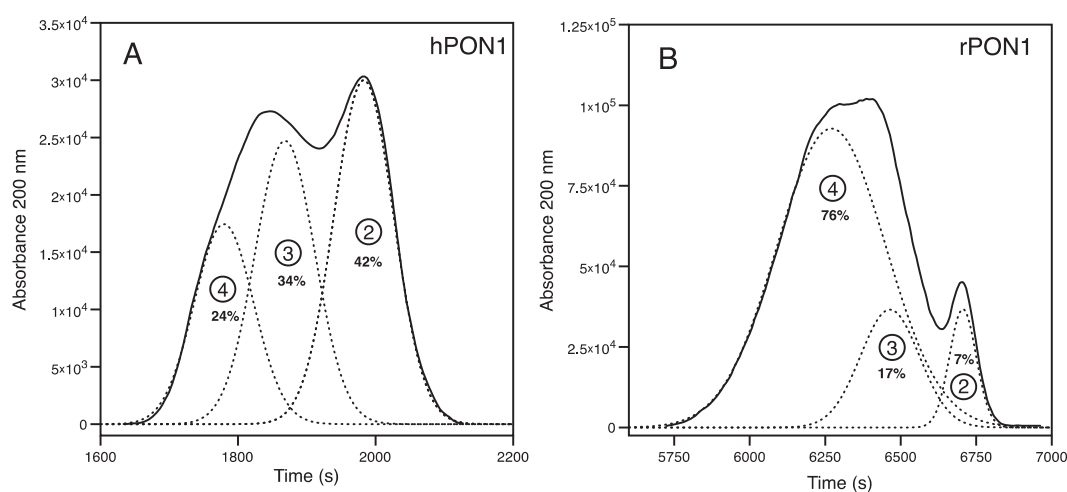 A
hPON1
3.5×10⁴
3×10⁴
2.5×10⁴
2×10⁴
1.5×10⁴
1×10⁴
5×10³
0
Absorbance 200 nm
4
24%
3
34%
2
42%
1600 1800 2000 2200
Time (s)
B
rPON1
1.25×10⁵
1×10⁵
7.5×10⁴
5×10⁴
2.5×10⁴
0
Absorbance 200 nm
4
76%
3
17%
7%
2
5750 6000 6250 6500 6750 7000
Time (s)